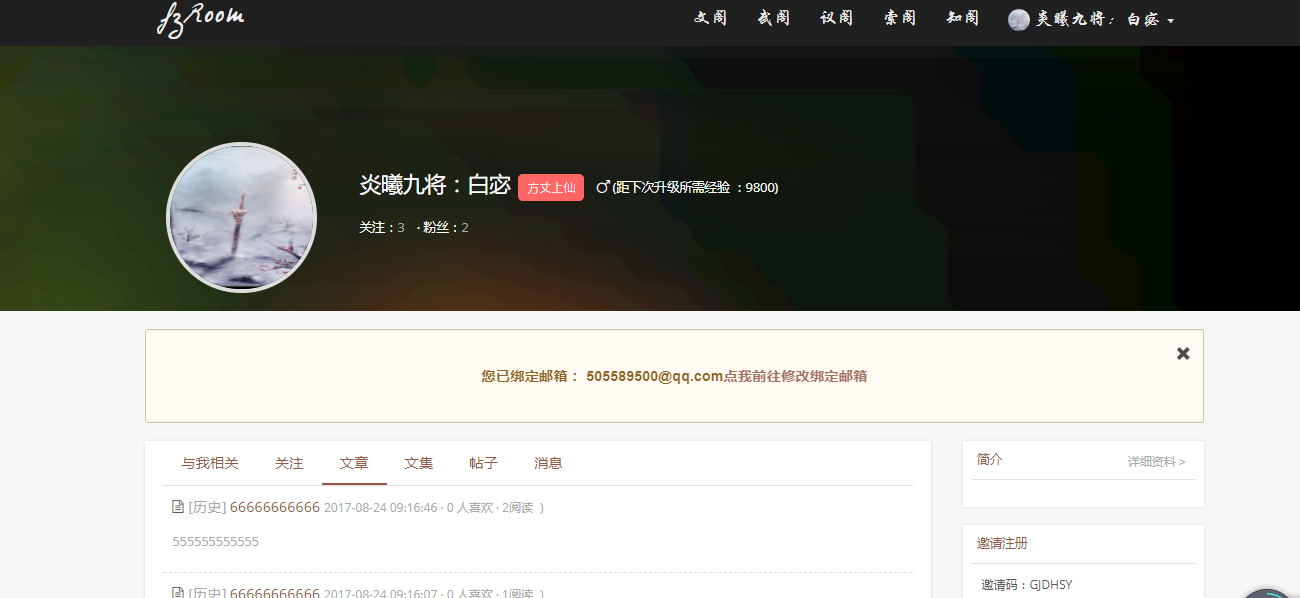 fzRoom 文阁 武阁 议阁 索阁 知阁 炎曦九将：白宓
炎曦九将：白宓 方丈上仙 ♂(距下次升级所需经验 ：9800)
关注：3 · 粉丝：2
您已绑定邮箱： 505589500@qq.com点我前往修改绑定邮箱
与我相关 关注 文章 文集 帖子 消息
[历史] 66666666666 2017-08-24 09:16:46 · 0 人喜欢 · 2阅读 )
555555555555
[历史] 66666666666 2017-08-24 09:16:07 · 0 人喜欢 · 1阅读 )
简介 详细资料 >
邀请注册
邀请码：GJDHSY